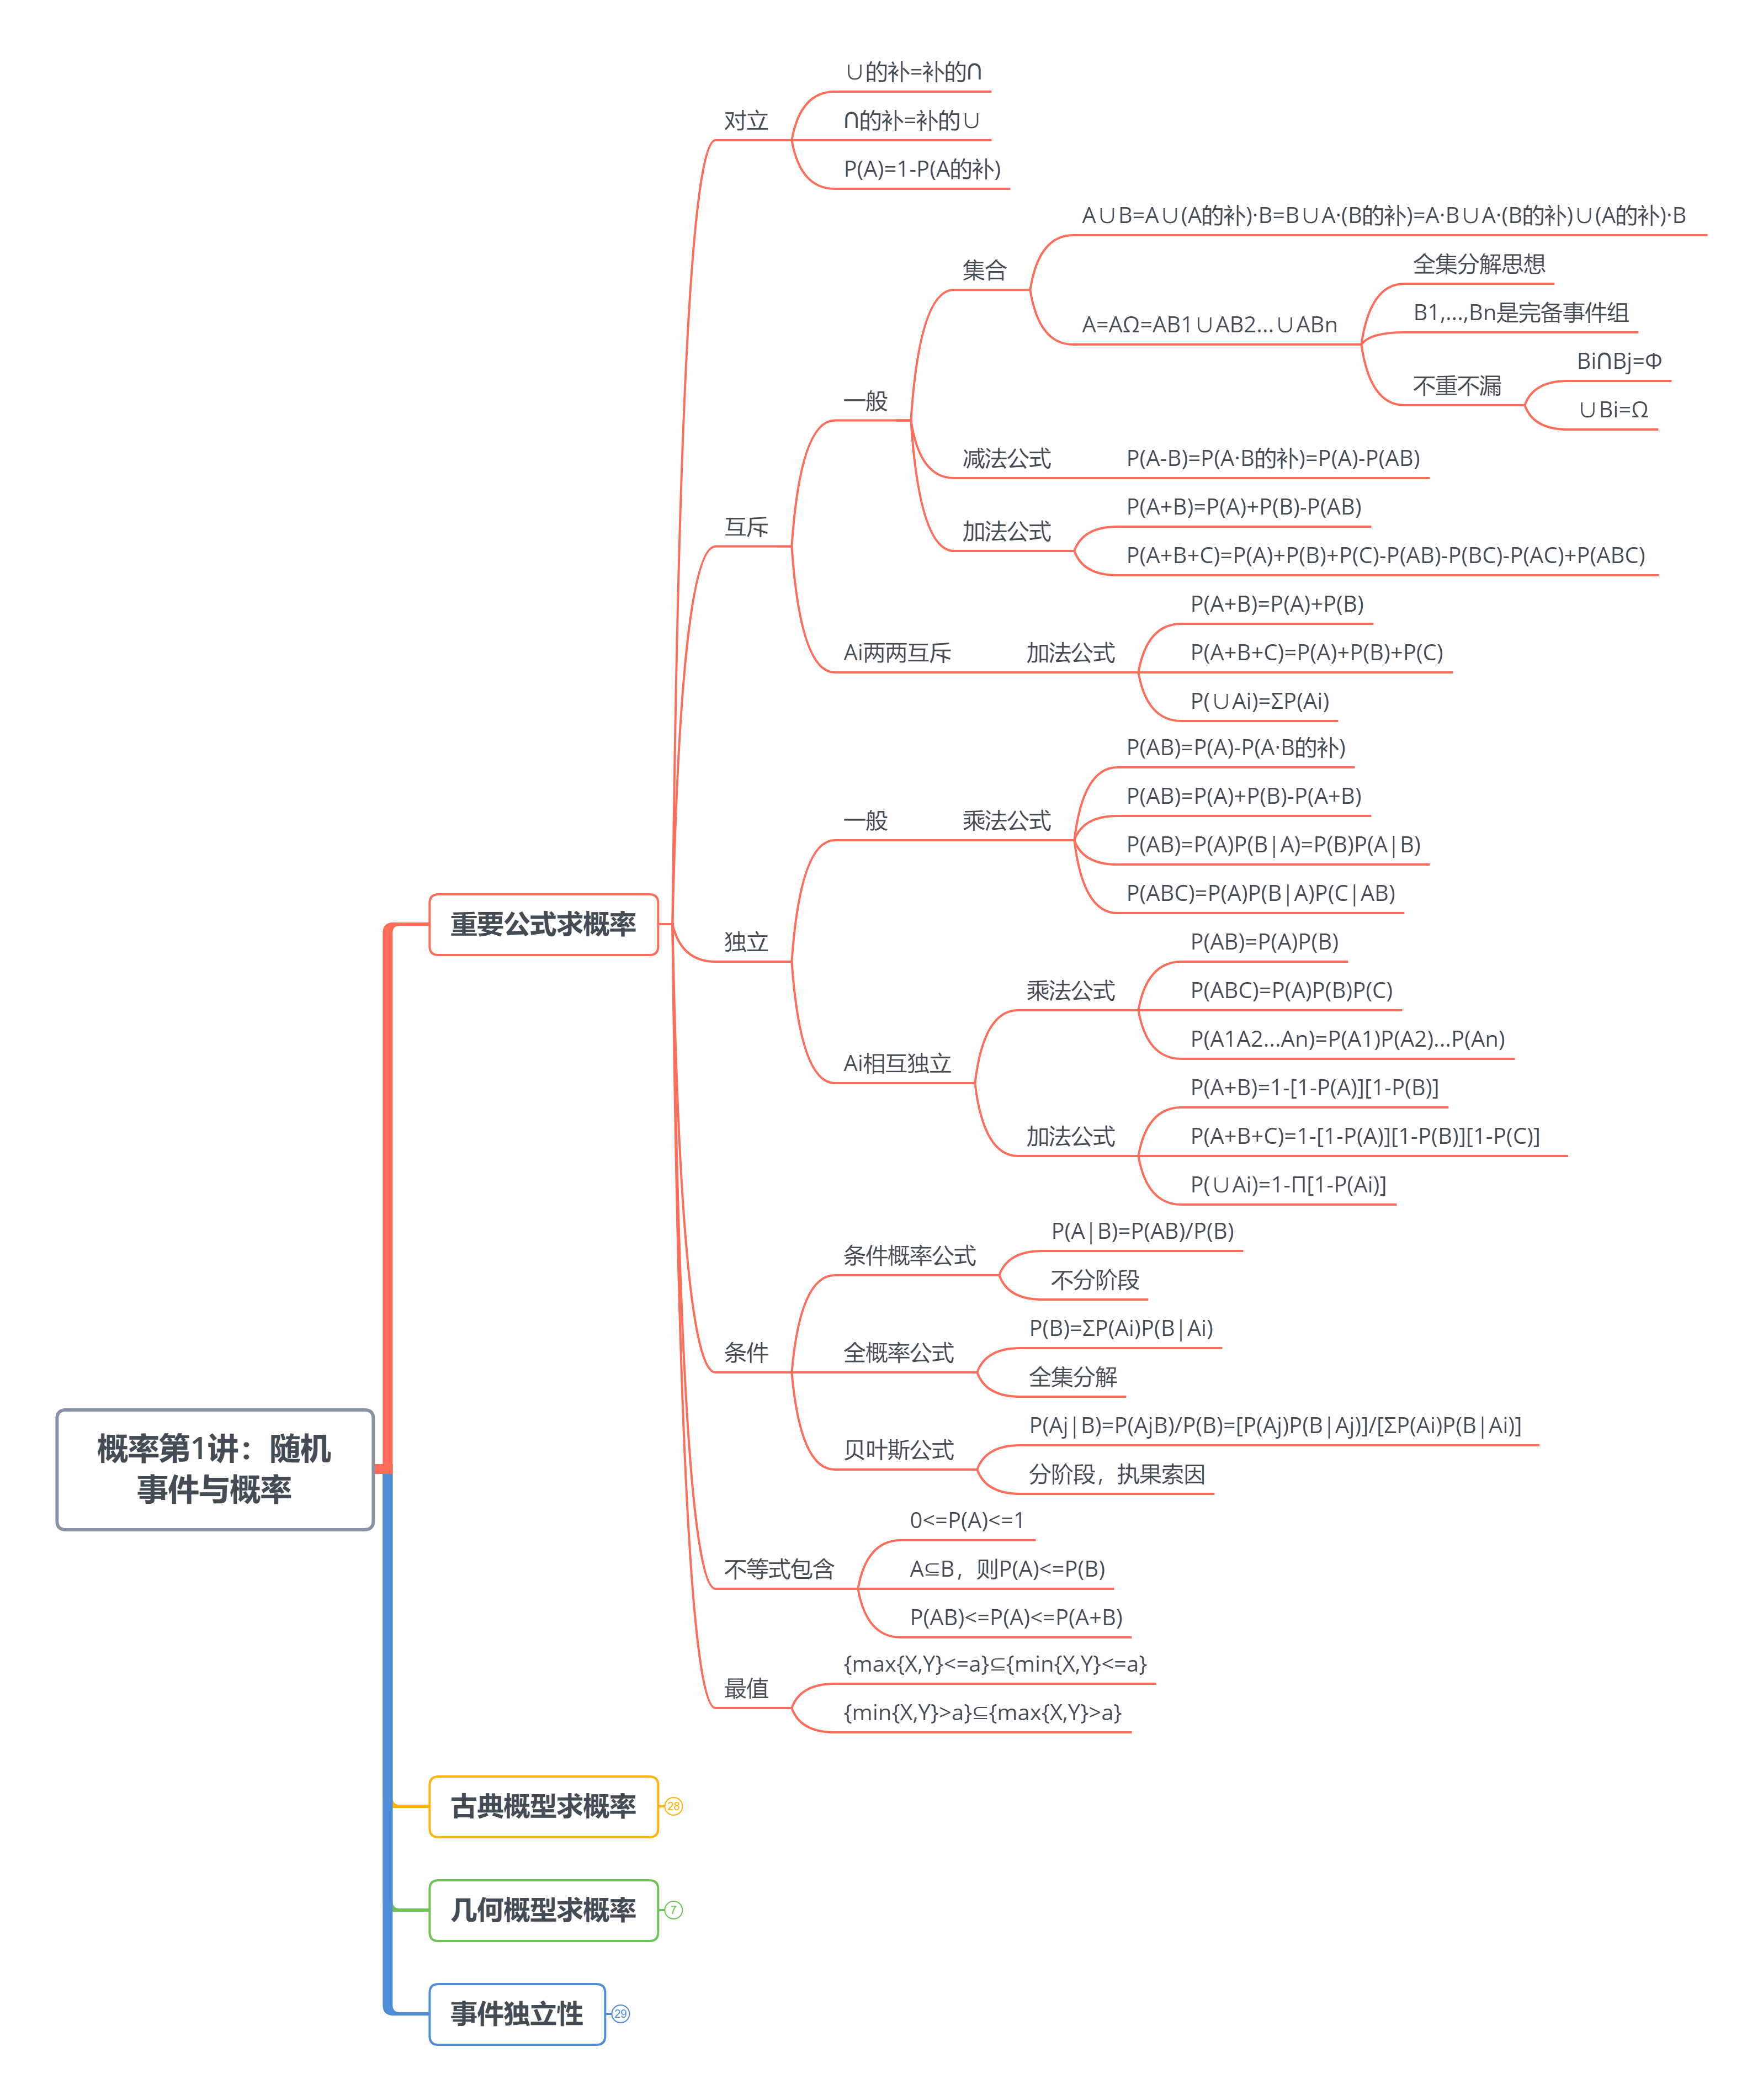 概率第1讲：随机
事件与概率
重要公式求概率
对立
∪的补=补的∩
∩的补=补的∪
P(A)=1-P(A的补)
互斥
一般
集合
A∪B=A∪(A的补)·B=B∪A·(B的补)=A·B∪A·(B的补)∪(A的补)·B
A=AΩ=AB1∪AB2...∪ABn
全集分解思想
B1,...,Bn是完备事件组
不重不漏
Bi∩Bj=Φ
∪Bi=Ω
减法公式
P(A-B)=P(A·B的补)=P(A)-P(AB)
加法公式
P(A+B)=P(A)+P(B)-P(AB)
P(A+B+C)=P(A)+P(B)+P(C)-P(AB)-P(BC)-P(AC)+P(ABC)
Ai两两互斥
加法公式
P(A+B)=P(A)+P(B)
P(A+B+C)=P(A)+P(B)+P(C)
P(∪Ai)=ΣP(Ai)
独立
一般
乘法公式
P(AB)=P(A)-P(A·B的补)
P(AB)=P(A)+P(B)-P(A+B)
P(AB)=P(A)P(B|A)=P(B)P(A|B)
P(ABC)=P(A)P(B|A)P(C|AB)
Ai相互独立
乘法公式
P(AB)=P(A)P(B)
P(ABC)=P(A)P(B)P(C)
P(A1A2...An)=P(A1)P(A2)...P(An)
加法公式
P(A+B)=1-[1-P(A)][1-P(B)]
P(A+B+C)=1-[1-P(A)][1-P(B)][1-P(C)]
P(∪Ai)=1-Π[1-P(Ai)]
条件
条件概率公式
P(A|B)=P(AB)/P(B)
不分阶段
全概率公式
P(B)=ΣP(Ai)P(B|Ai)
全集分解
贝叶斯公式
P(Aj|B)=P(AjB)/P(B)=[P(Aj)P(B|Aj)]/[ΣP(Ai)P(B|Ai)]
分阶段，执果索因
不等式包含
0<=P(A)<=1
A⊆B，则P(A)<=P(B)
P(AB)<=P(A)<=P(A+B)
最值
{max{X,Y}<=a}⊆{min{X,Y}<=a}
{min{X,Y}>a}⊆{max{X,Y}>a}
古典概型求概率 28
几何概型求概率 7
事件独立性 29